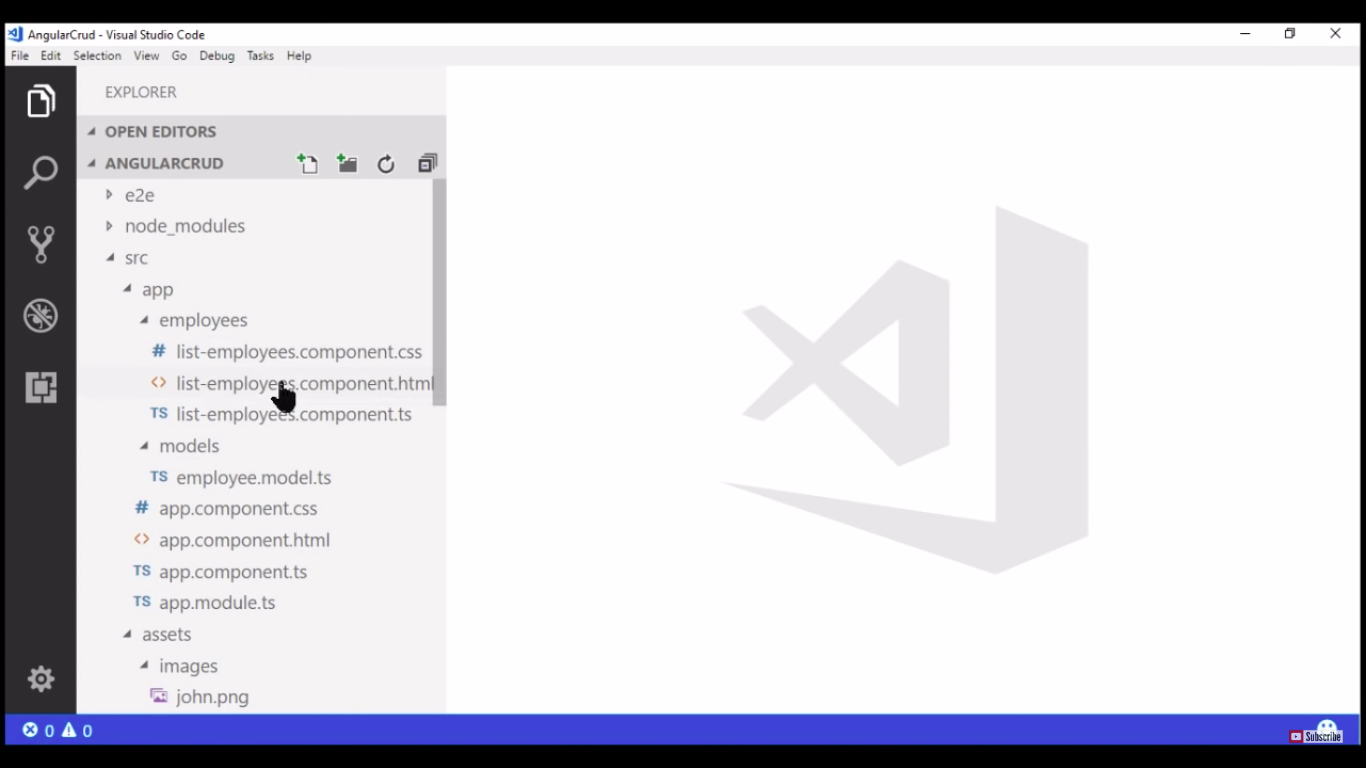 AngularCrud - Visual Studio Code
File Edit Selection View Go Debug Tasks Help
EXPLORER
OPEN EDITORS
ANGULARCRUD
e2e
node_modules
src
app
employees
# list-employees.component.css
<> list-employees.component.html
TS list-employees.component.ts
models
TS employee.model.ts
# app.component.css
<> app.component.html
TS app.component.ts
TS app.module.ts
assets
images
john.png
0 0
Subscribe